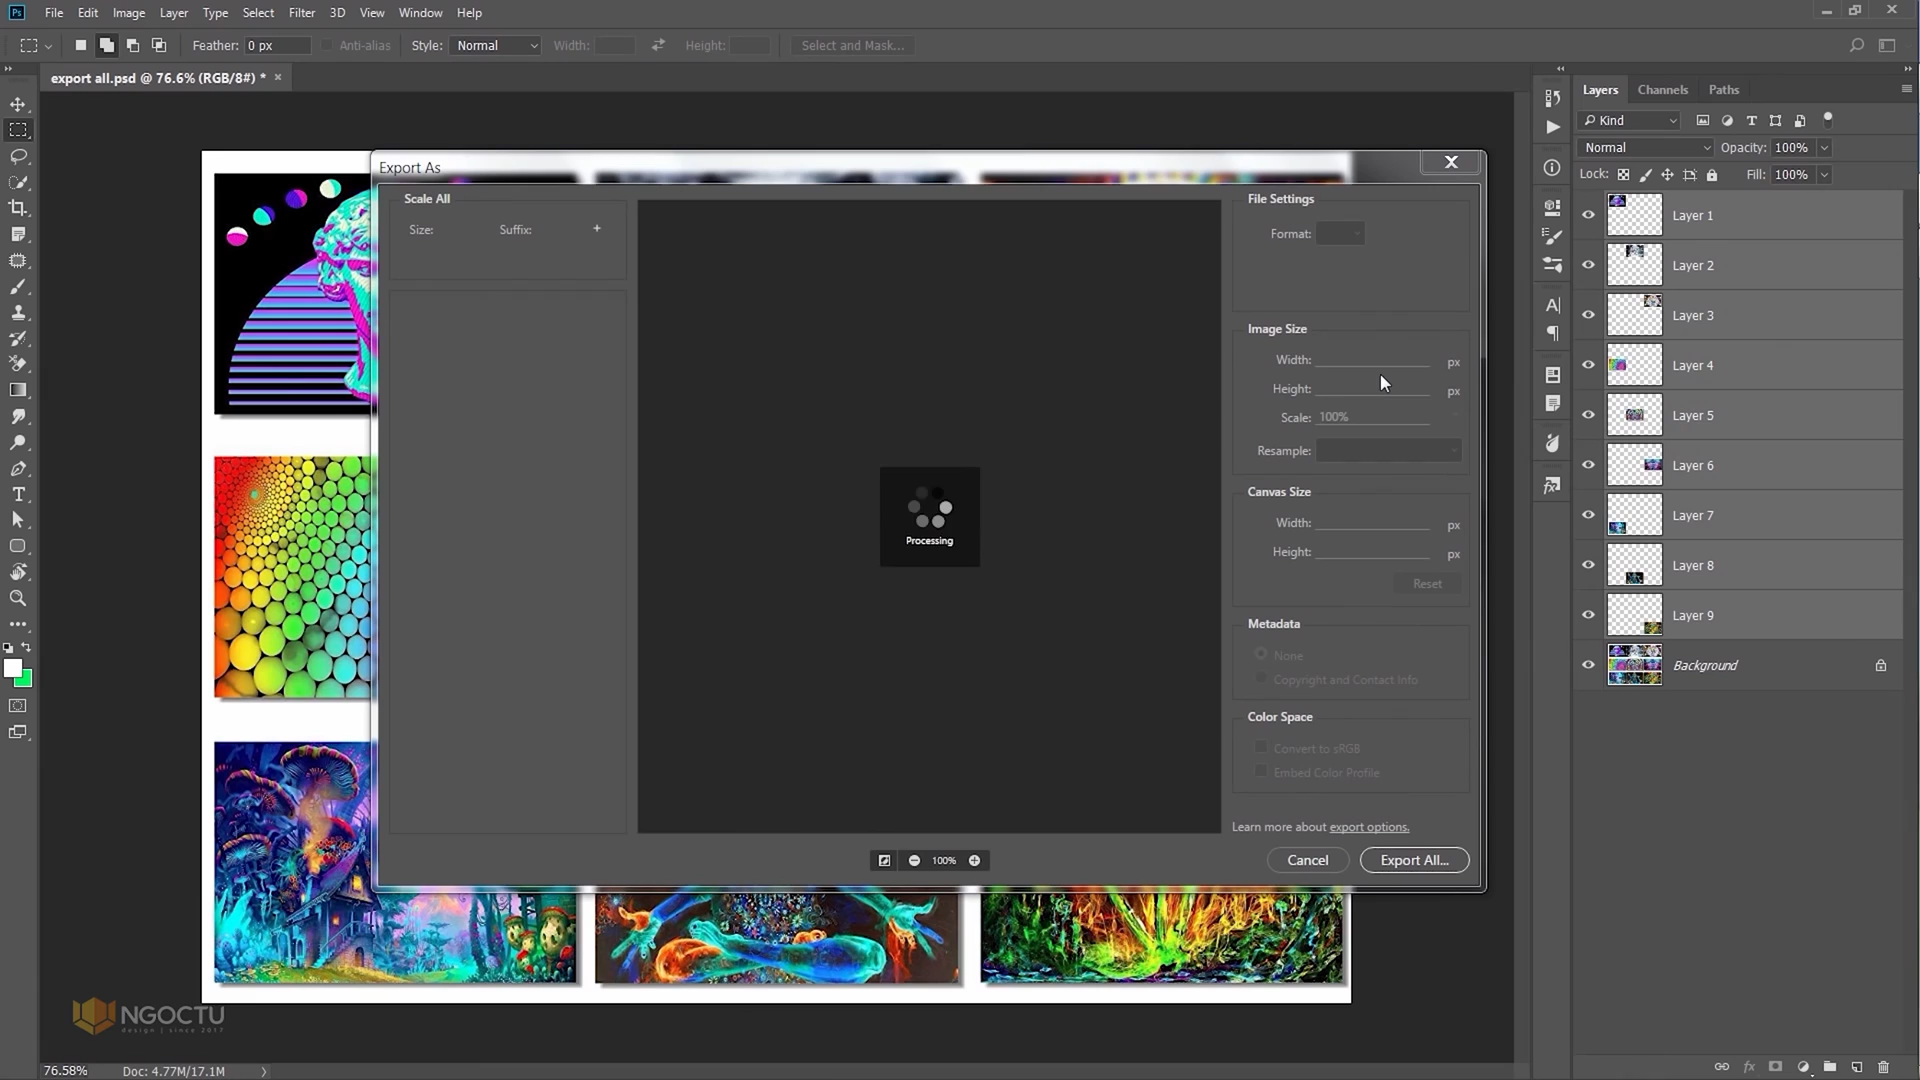 Ps File Edit Image Layer Type Select Filter 3D View Window Help
Feather: 0 px Anti-alias Style: Normal Width: Height: Select and Mask...
export all.psd @ 76.6% (RGB/8#) * ×
Export As
Scale All
Size: Suffix: +
Processing
100%
File Settings
Format:
Image Size
Width: px
Height: px
Scale: 100%
Resample:
Canvas Size
Width: px
Height: px
Reset
Metadata
None
Copyright and Contact Info
Color Space
Convert to sRGB
Embed Color Profile
Learn more about export options.
Cancel Export All...
Layers Channels Paths
Kind
Normal Opacity: 100%
Lock: Fill: 100%
Layer 1
Layer 2
Layer 3
Layer 4
Layer 5
Layer 6
Layer 7
Layer 8
Layer 9
Background
NGOCTU
design | since 2017
76.58% Doc: 4.77M/17.1M
fx